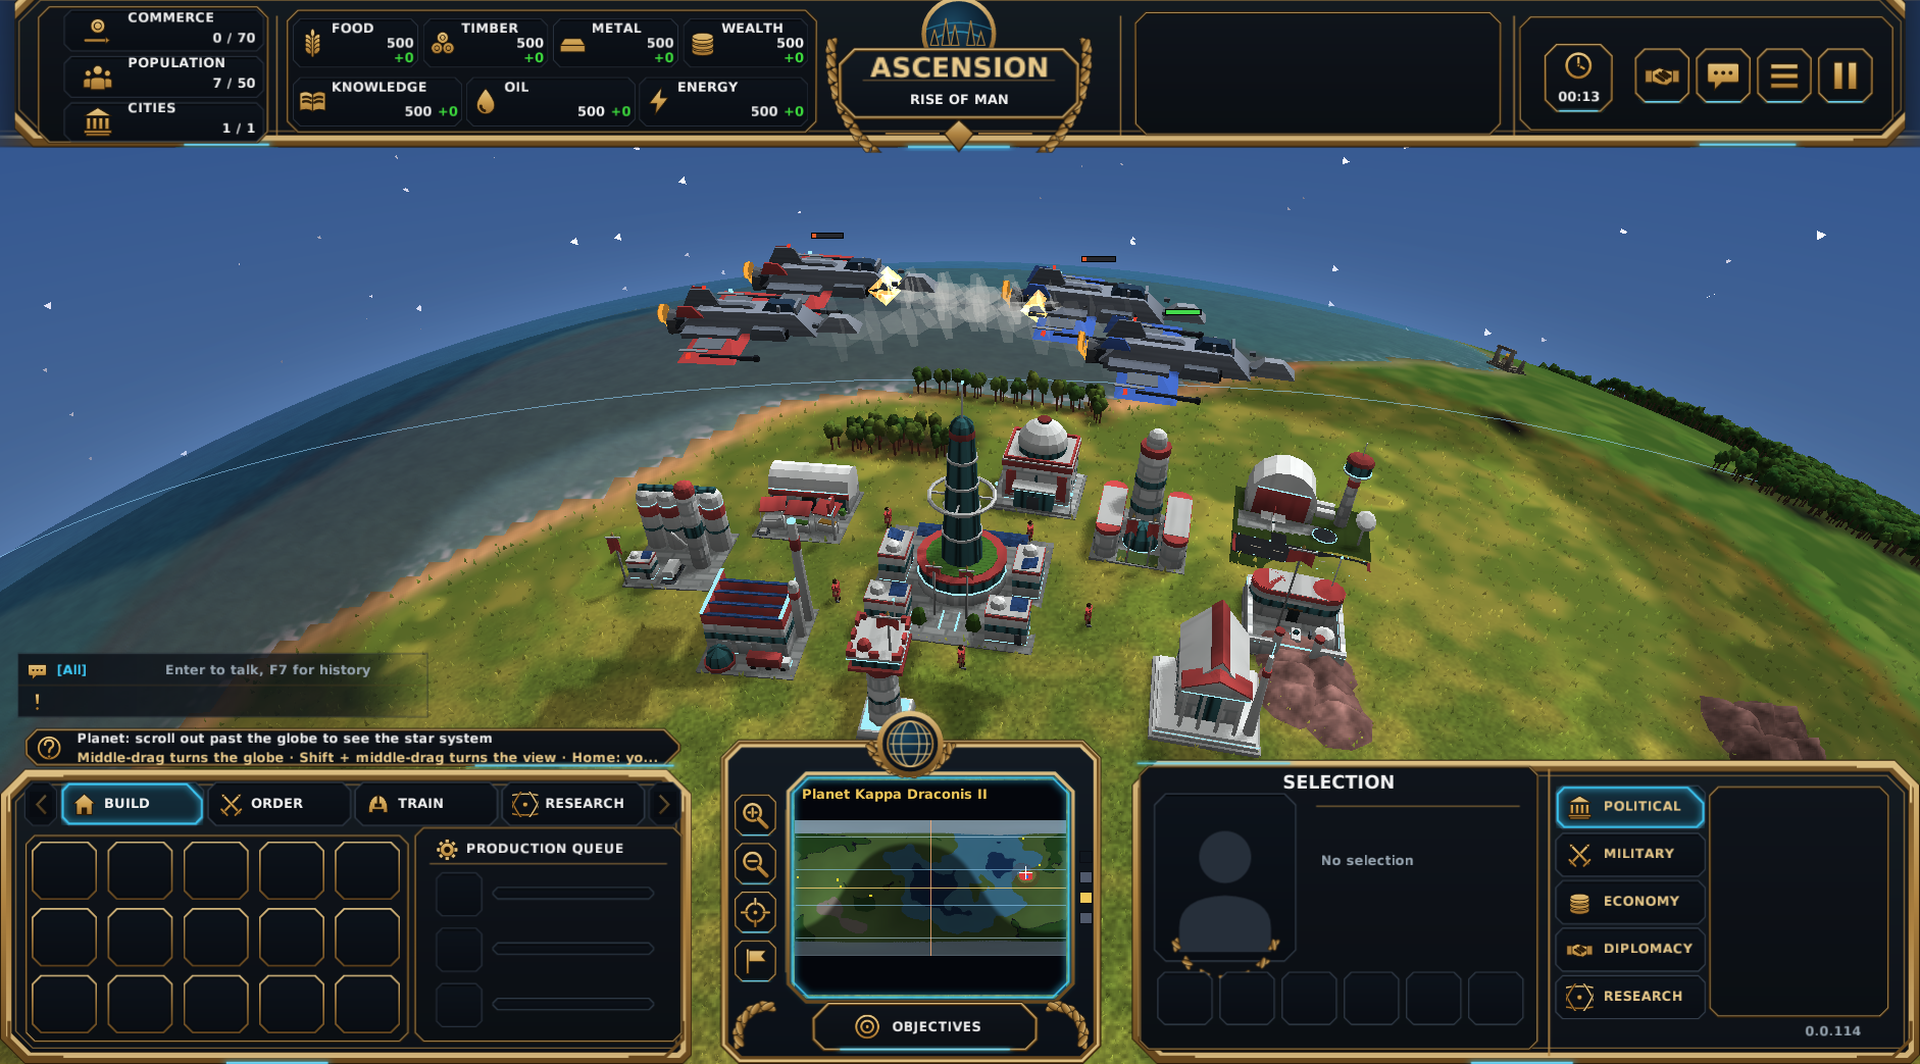 COMMERCE
0 / 70
POPULATION
7 / 50
CITIES
1 / 1
FOOD
500
+0
TIMBER
500
+0
METAL
500
+0
WEALTH
500
+0
KNOWLEDGE
500 +0
OIL
500 +0
ENERGY
500 +0
ASCENSION
RISE OF MAN
00:13
[All] Enter to talk, F7 for history
!
Planet: scroll out past the globe to see the star system
Middle-drag turns the globe · Shift + middle-drag turns the view · Home: yo...
BUILD
ORDER
TRAIN
RESEARCH
PRODUCTION QUEUE
Planet Kappa Draconis II
OBJECTIVES
SELECTION
No selection
POLITICAL
MILITARY
ECONOMY
DIPLOMACY
RESEARCH
0.0.114